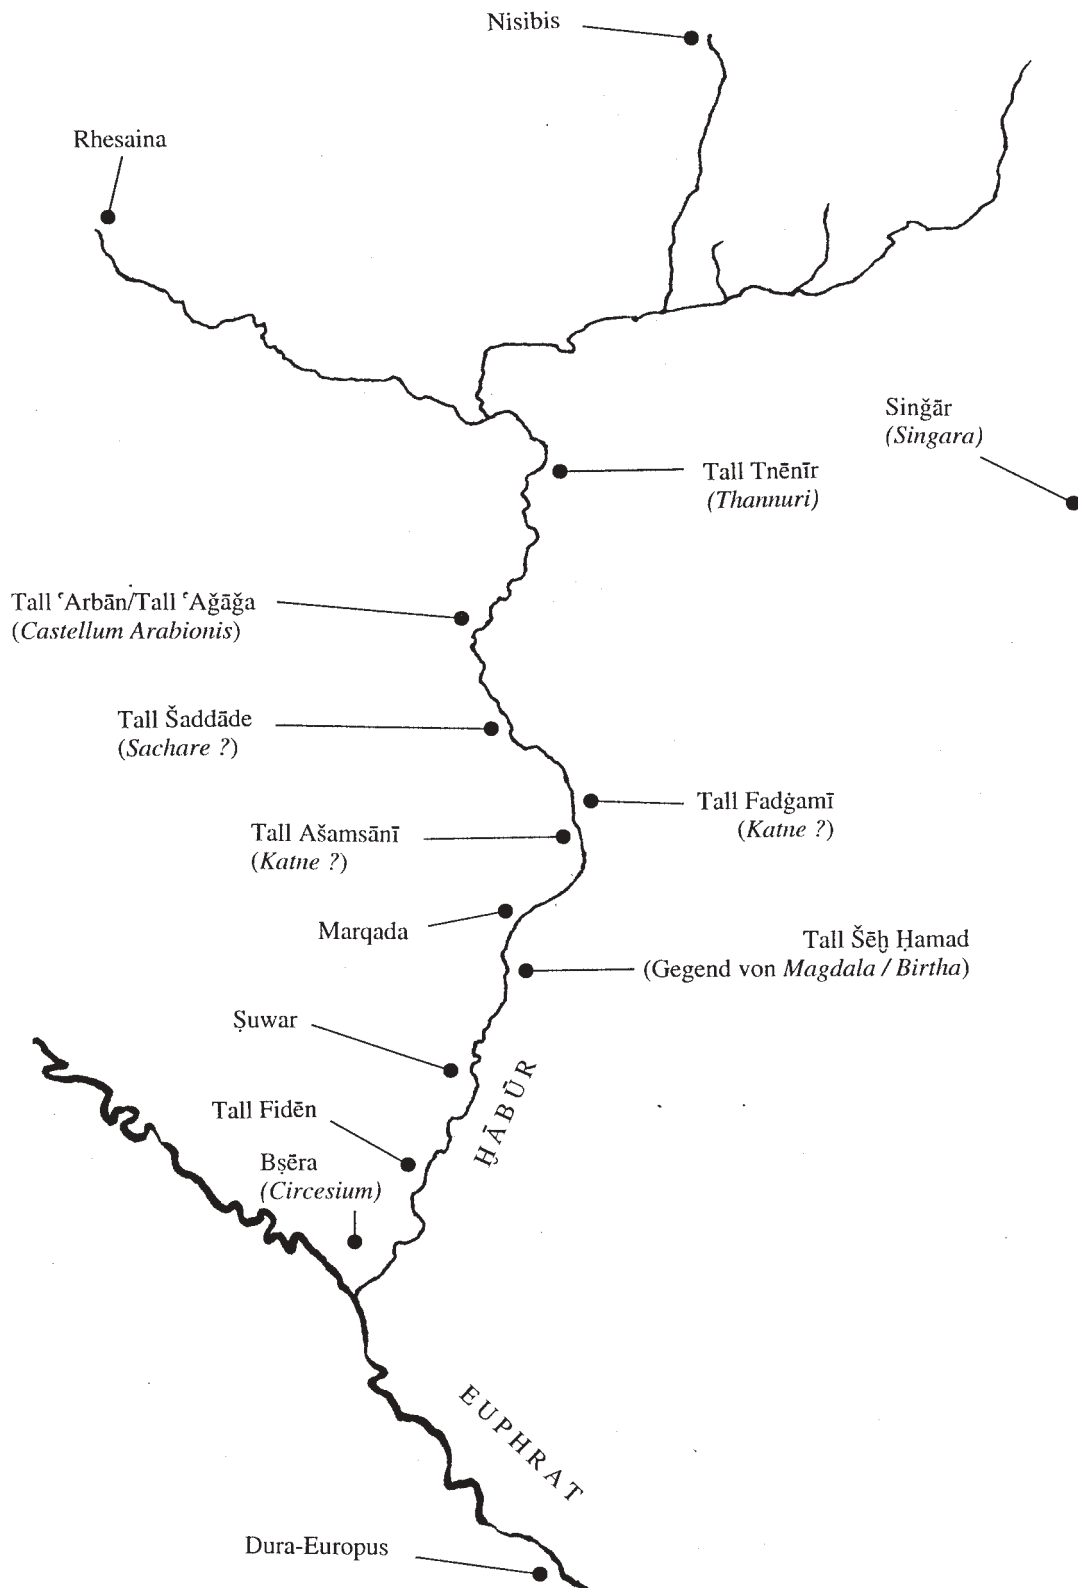 Nisibis
Rhesaina
Sinǧār
(Singara)
Tall Tnēnīr
(Thannuri)
Tall ʿArbān/Tall ʿAǧāǧa
(Castellum Arabionis)
Tall Šaddāde
(Sachare ?)
Tall Fadġamī
(Katne ?)
Tall Ašamsānī
(Katne ?)
Marqada
Tall Šēḫ Ḥamad
(Gegend von Magdala / Birtha)
Ṣuwar
ḪĀBŪR
Tall Fidēn
Bṣēra
(Circesium)
EUPHRAT
Dura-Europus